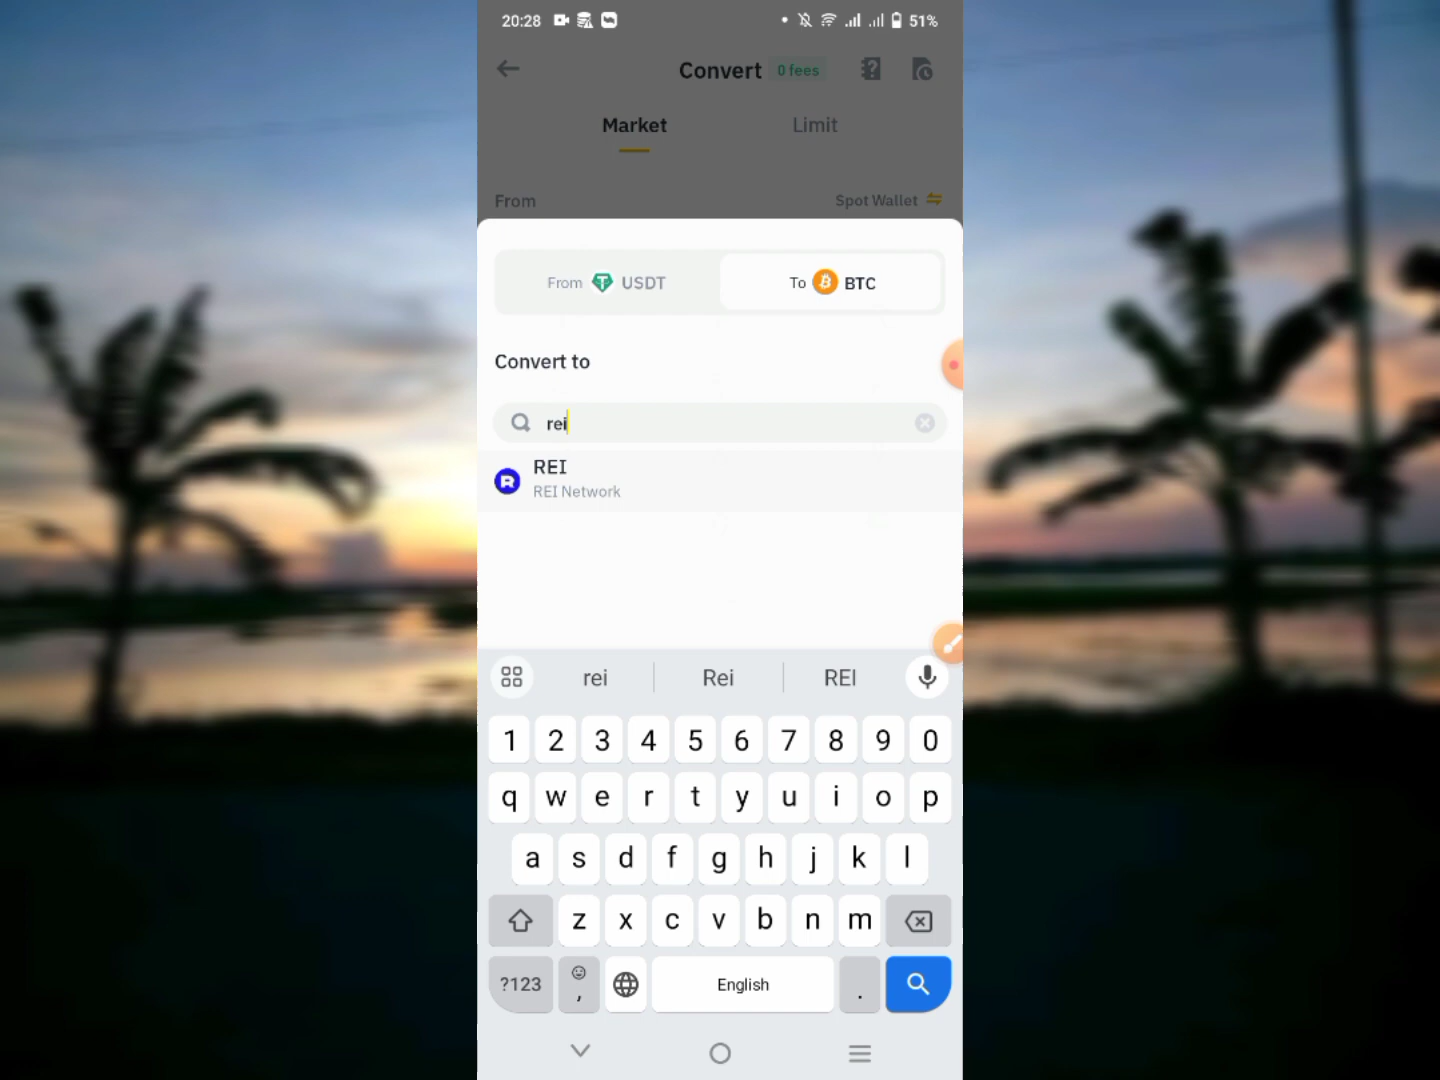 20:28
51%
Convert 0 fees
Market Limit
From Spot Wallet
From USDT To BTC
Convert to
rei
REI
REI Network
rei Rei REI
1 2 3 4 5 6 7 8 9 0
q w e r t y u i o p
a s d f g h j k l
z x c v b n m
?123 , English .